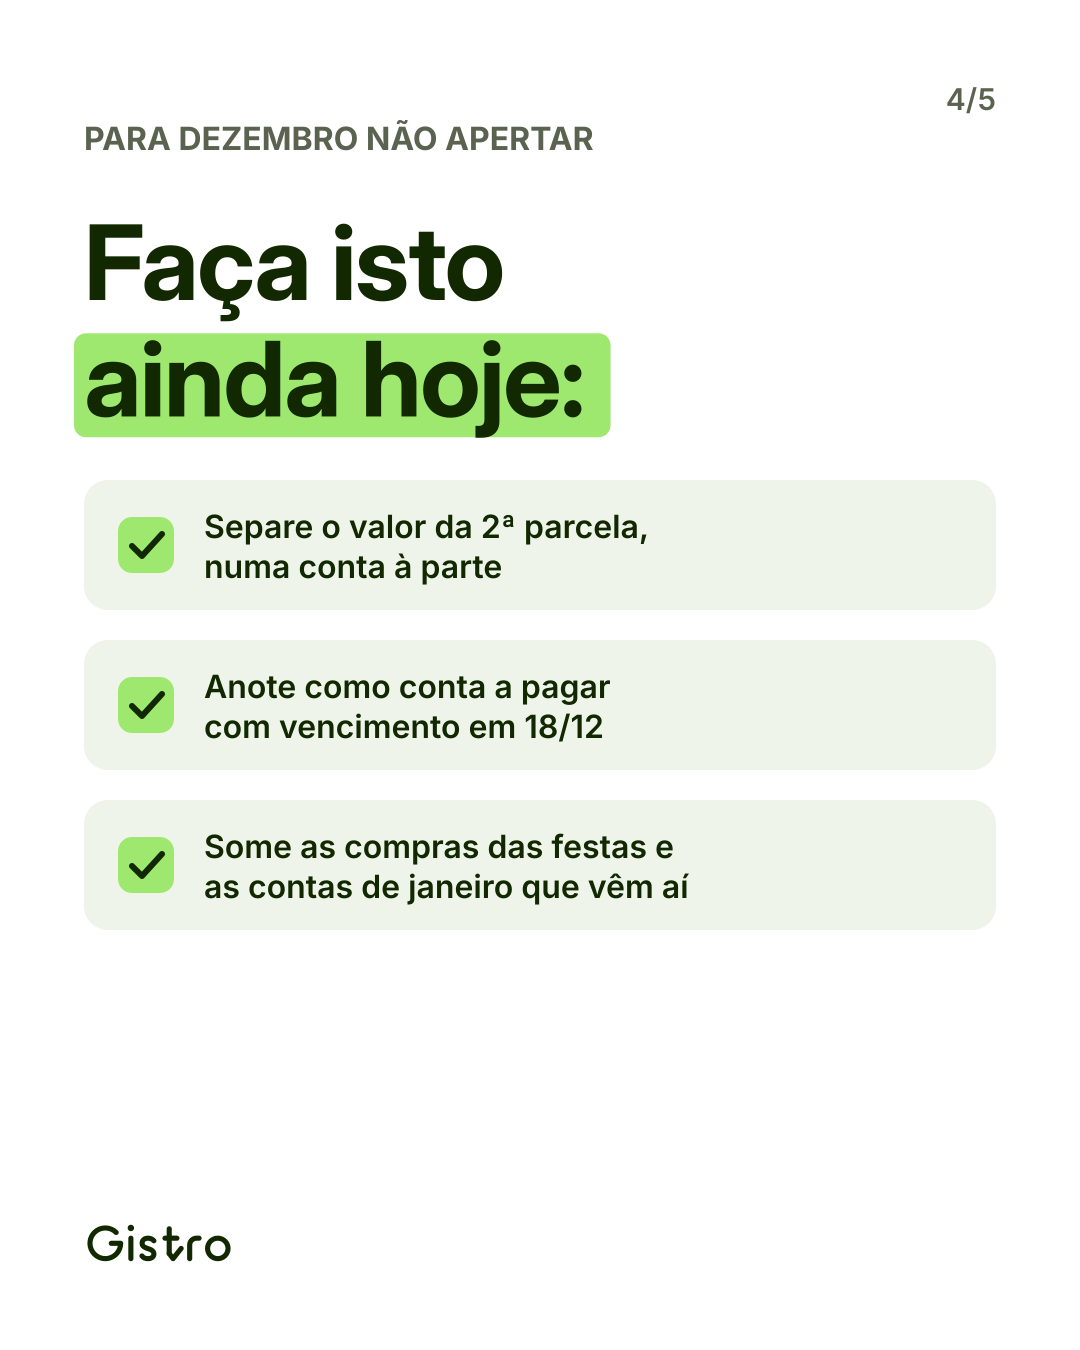 4/5
PARA DEZEMBRO NÃO APERTAR
Faça isto
ainda hoje:
Separe o valor da 2ª parcela,
numa conta à parte
Anote como conta a pagar
com vencimento em 18/12
Some as compras das festas e
as contas de janeiro que vêm aí
Gistro